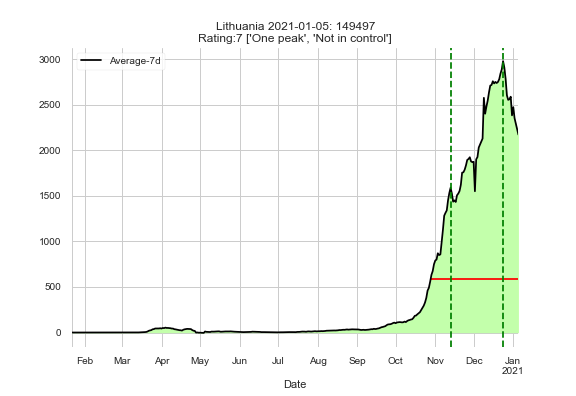 Lithuania 2021-01-05: 149497
Rating:7 ['One peak', 'Not in control']
Average-7d
3000
2500
2000
1500
1000
500
0
Feb Mar Apr May Jun Jul Aug Sep Oct Nov Dec Jan
2021
Date